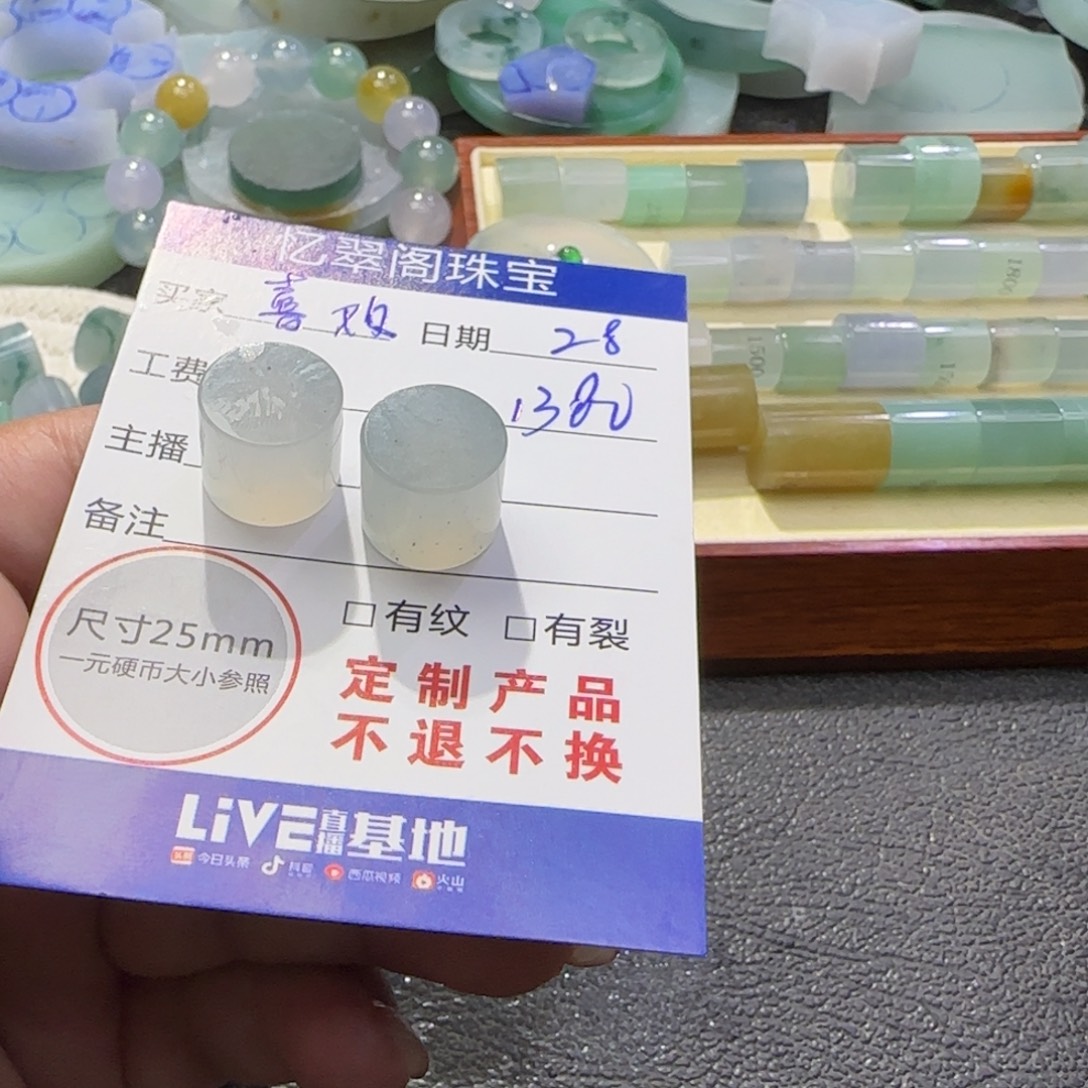 忆翠阁珠宝
买家 喜 日期 28
工费 1380
主播
备注
尺寸25mm
一元硬币大小参照
□有纹 □有裂
定制产品
不退不换
LiVE直播基地
今日头条 抖音 西瓜视频 火山
1800
1500